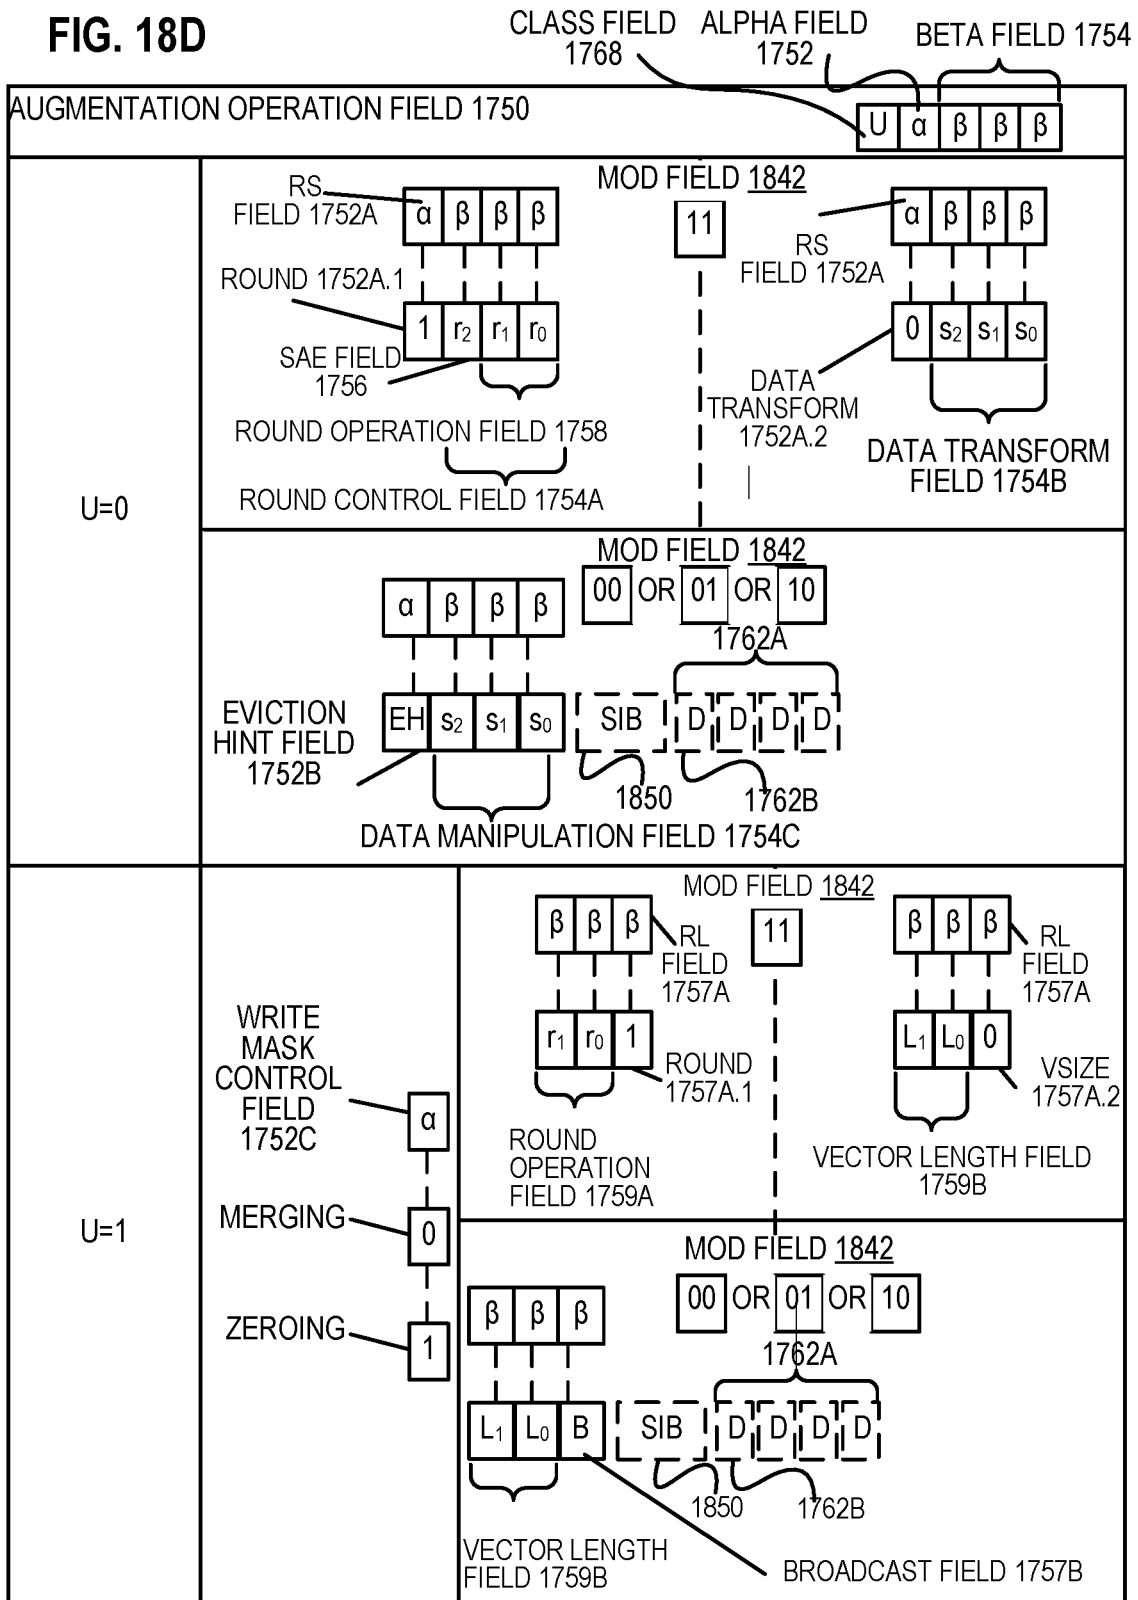 FIG. 18D
CLASS FIELD
1768
ALPHA FIELD
1752
BETA FIELD 1754
AUGMENTATION OPERATION FIELD 1750
U α β β β
U=0
MOD FIELD 1842
11
RS
FIELD 1752A
α β β β
ROUND 1752A.1
1 r2 r1 r0
SAE FIELD
1756
ROUND OPERATION FIELD 1758
ROUND CONTROL FIELD 1754A
α β β β
RS
FIELD 1752A
0 s2 s1 s0
DATA
TRANSFORM
1752A.2
DATA TRANSFORM
FIELD 1754B
MOD FIELD 1842
00 OR 01 OR 10
α β β β
1762A
EVICTION
HINT FIELD
1752B
EH s2 s1 s0 SIB D D D D
1850
1762B
DATA MANIPULATION FIELD 1754C
U=1
WRITE
MASK
CONTROL
FIELD
1752C
α
MERGING
0
ZEROING
1
MOD FIELD 1842
11
β β β
RL
FIELD
1757A
r1 r0 1
ROUND
1757A.1
ROUND
OPERATION
FIELD 1759A
β β β
RL
FIELD
1757A
L1 L0 0
VSIZE
1757A.2
VECTOR LENGTH FIELD
1759B
MOD FIELD 1842
00 OR 01 OR 10
β β β
1762A
L1 L0 B SIB D D D D
1850
1762B
VECTOR LENGTH
FIELD 1759B
BROADCAST FIELD 1757B